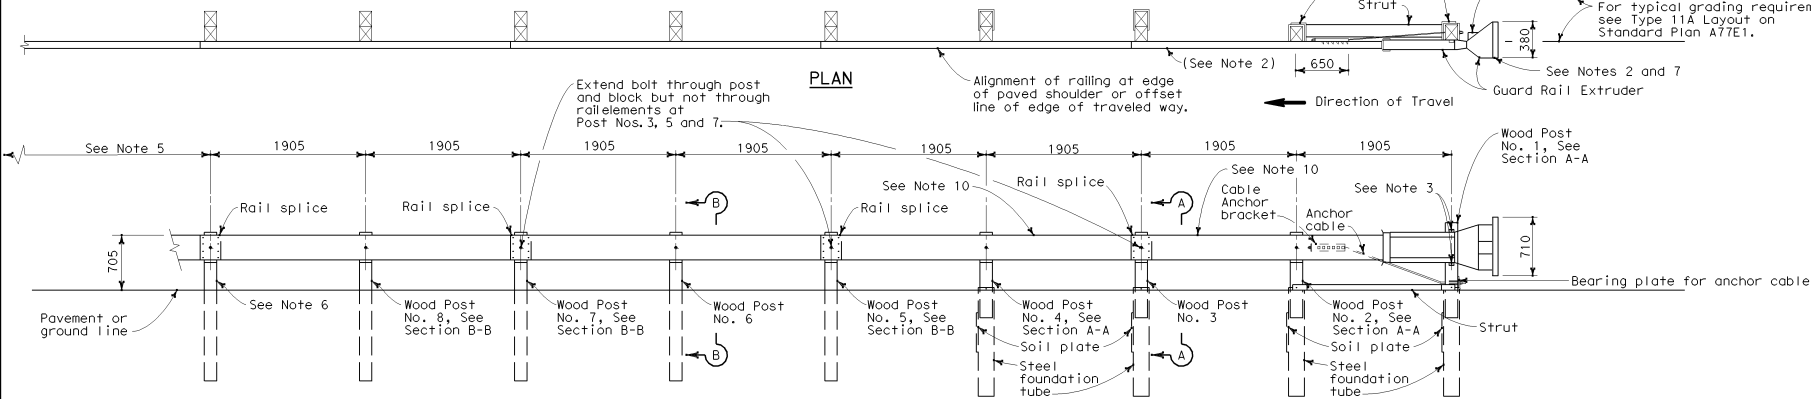 Strut
For typical grading requirem
see Type 11A Layout on
Standard Plan A77E1.
380
(See Note 2)
650
See Notes 2 and 7
PLAN
Alignment of railing at edge
of paved shoulder or offset
line of edge of traveled way.
Guard Rail Extruder
Direction of Travel
Extend bolt through post
and block but not through
rail elements at
Post Nos. 3, 5 and 7.
See Note 5
1905
1905
1905
1905
1905
1905
1905
1905
Wood Post
No. 1, See
Section A-A
See Note 10
See Note 10
Rail splice
Rail splice
Rail splice
Rail splice
B
A
Cable
Anchor
bracket
Anchor
cable
See Note 3
705
710
Bearing plate for anchor cable
See Note 6
Wood Post
No. 8, See
Section B-B
Wood Post
No. 7, See
Section B-B
Wood Post
No. 6
Wood Post
No. 5, See
Section B-B
Wood Post
No. 4, See
Section A-A
Wood Post
No. 3
Wood Post
No. 2, See
Section A-A
Strut
Pavement or
ground line
B
A
Soil plate
Soil plate
Steel
foundation
tube
Steel
foundation
tube